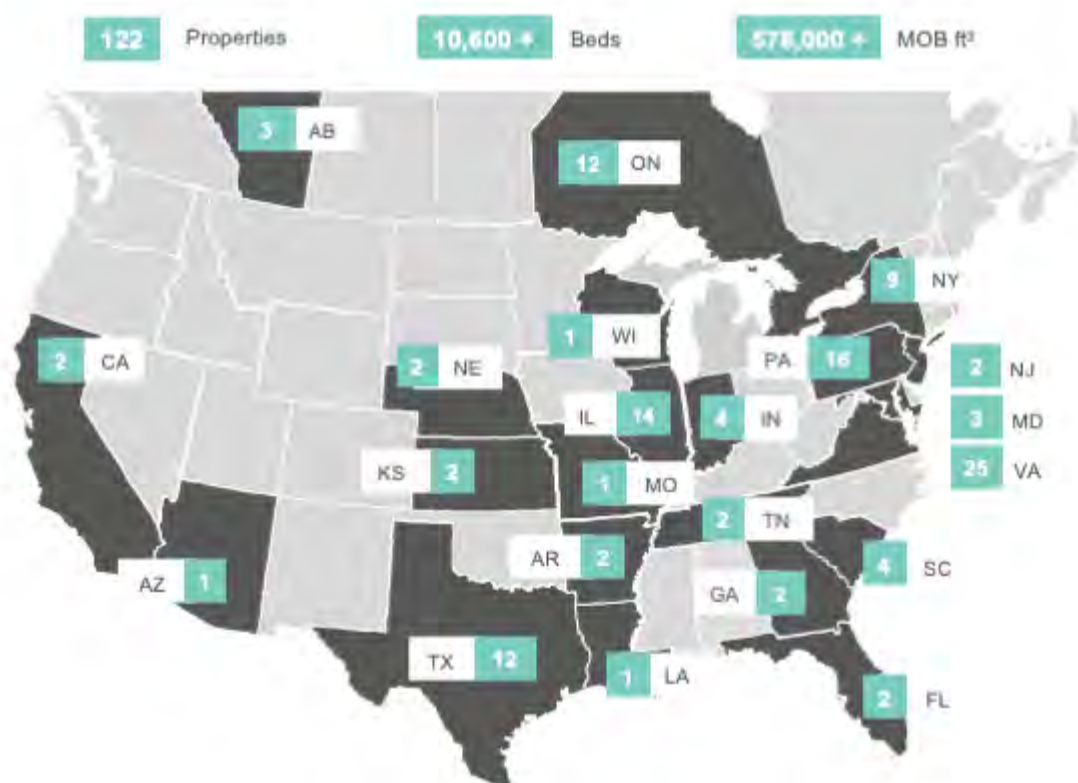 122 Properties 10,600 + Beds 578,000 + MOB ft²
3 AB
12 ON
9 NY
1 WI
2 CA
2 NE
PA 16
2 NJ
IL 14
4 IN
3 MD
KS 2
1 MO
25 VA
2 TN
AR 2
4 SC
AZ 1
GA 2
TX 12
1 LA
2 FL